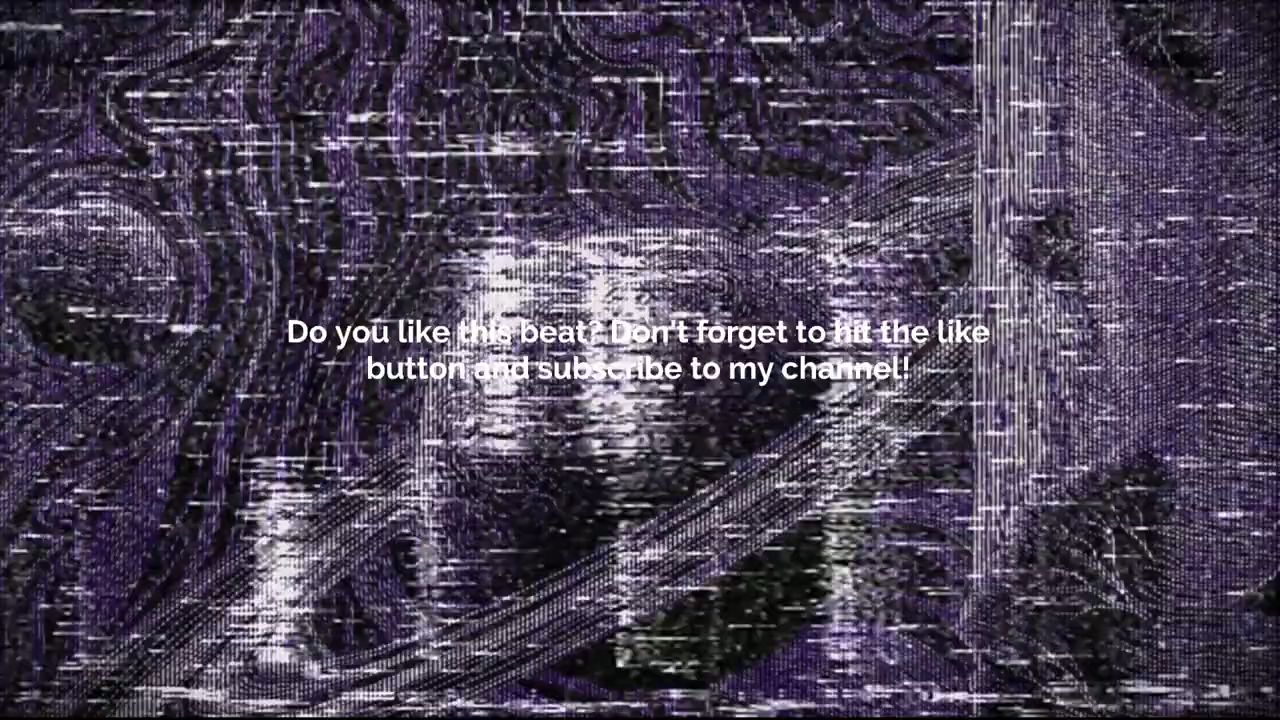 Do you like this beat? Don't forget to hit the like
button and subscribe to my channel!